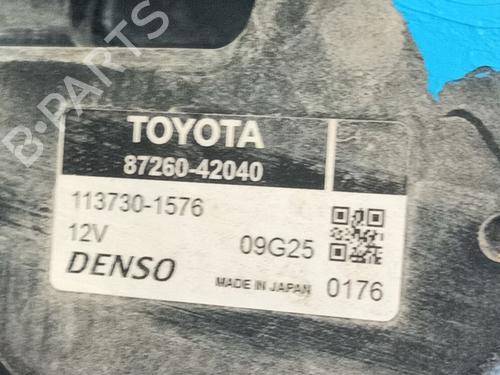 B-PARTS
TOYOTA
87260-42040
113730-1576
12V 09G25
DENSO MADE IN JAPAN 0176